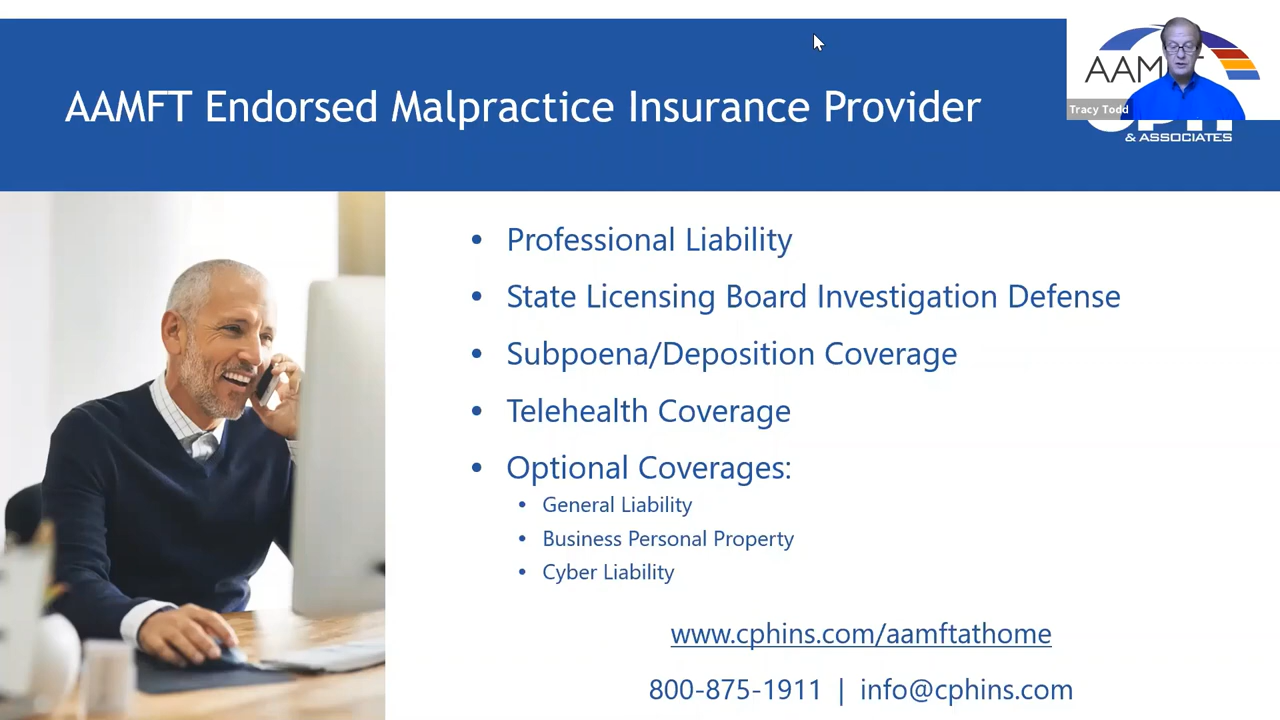 AAMFT Endorsed Malpractice Insurance Provider
Tracy Todd
& ASSOCIATES
• Professional Liability
• State Licensing Board Investigation Defense
• Subpoena/Deposition Coverage
• Telehealth Coverage
• Optional Coverages:
• General Liability
• Business Personal Property
• Cyber Liability
www.cphins.com/aamftathome
800-875-1911 | info@cphins.com